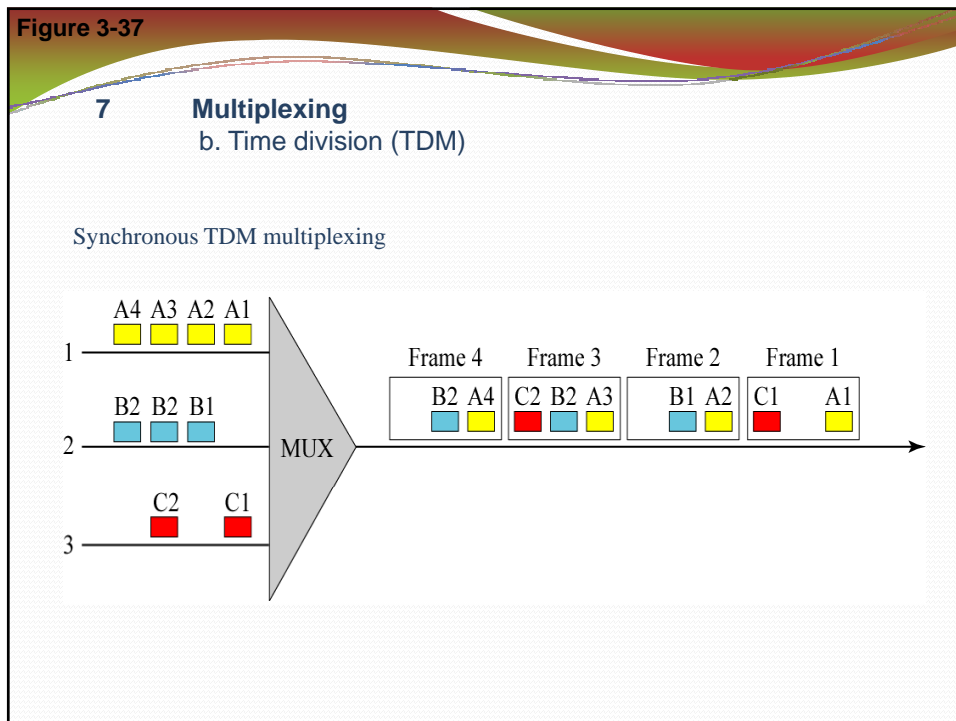 Figure 3-37
7 Multiplexing
b. Time division (TDM)
Synchronous TDM multiplexing
A4 A3 A2 A1
1
Frame 4 Frame 3 Frame 2 Frame 1
B2 A4 C2 B2 A3 B1 A2 C1 A1
B2 B2 B1
2
MUX
C2 C1
3